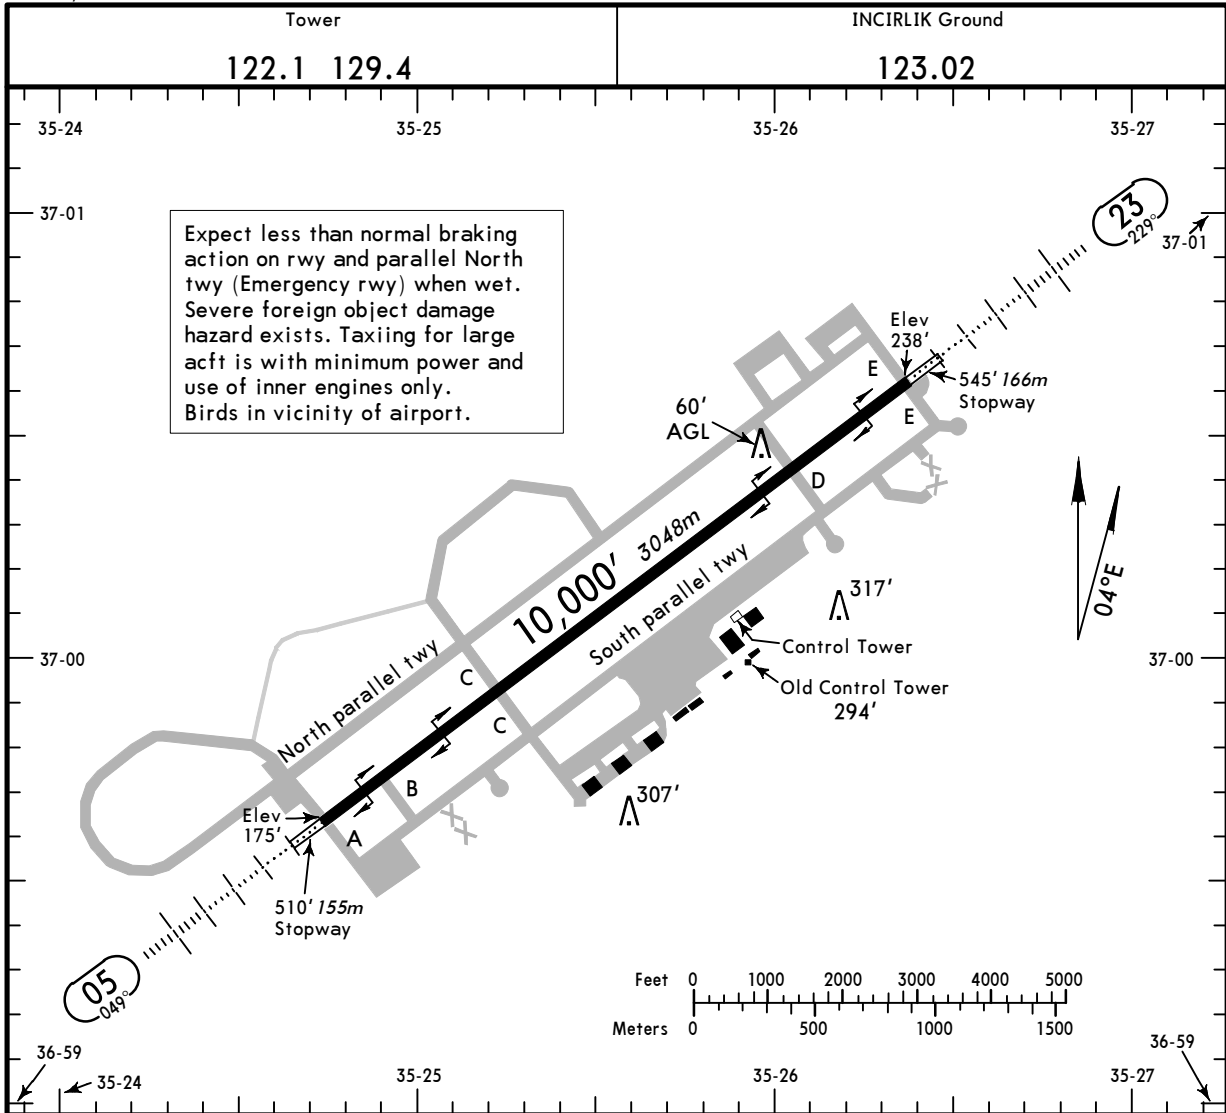 Tower
INCIRLIK Ground
122.1 129.4
123.02
35-24
35-25
35-26
35-27
37-01
23
229°
37-01
Expect less than normal braking
action on rwy and parallel North
twy (Emergency rwy) when wet.
Severe foreign object damage
hazard exists. Taxiing for large
acft is with minimum power and
use of inner engines only.
Birds in vicinity of airport.
Elev
238'
E
545' 166m
Stopway
E
60'
AGL
D
10,000' 3048m
South parallel twy
04°E
317'
Control Tower
37-00
37-00
North parallel twy
C
C
Old Control Tower
294'
B
307'
Elev
175'
A
510' 155m
Stopway
05
049°
Feet 0 1000 2000 3000 4000 5000
Meters 0 500 1000 1500
36-59
36-59
35-24
35-25
35-26
35-27